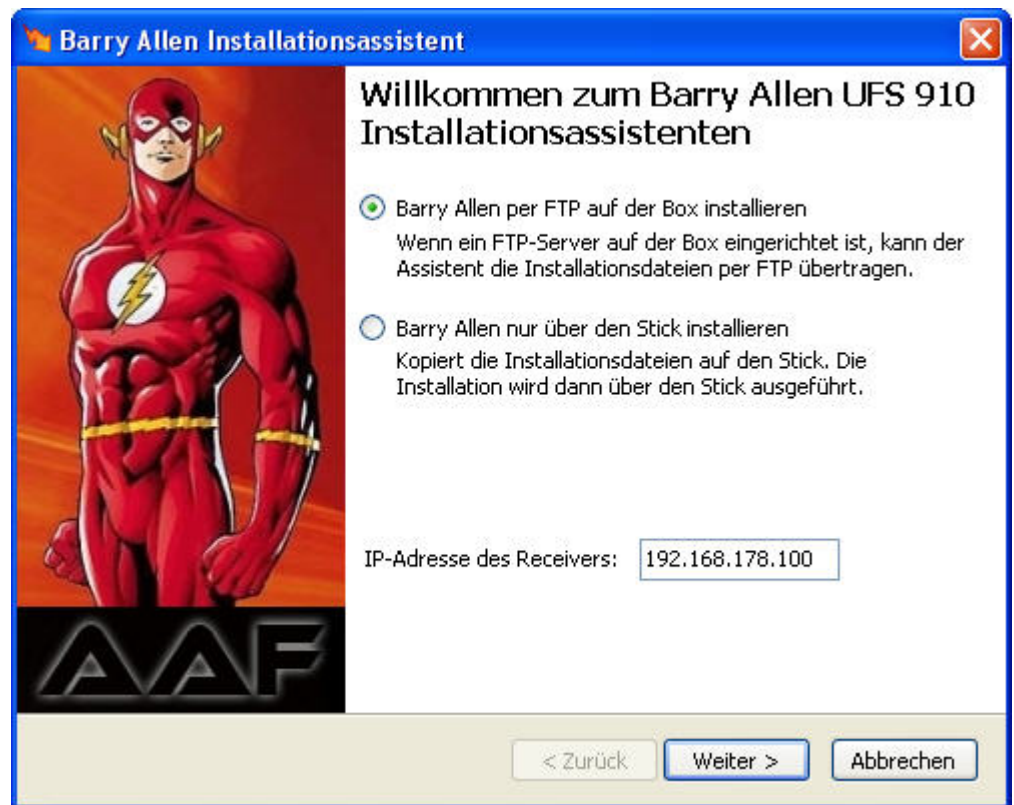 Barry Allen Installationsassistent
Willkommen zum Barry Allen UFS 910
Installationsassistenten
Barry Allen per FTP auf der Box installieren
Wenn ein FTP-Server auf der Box eingerichtet ist, kann der
Assistent die Installationsdateien per FTP übertragen.
Barry Allen nur über den Stick installieren
Kopiert die Installationsdateien auf den Stick. Die
Installation wird dann über den Stick ausgeführt.
IP-Adresse des Receivers: 192.168.178.100
AAF
< Zurück Weiter > Abbrechen